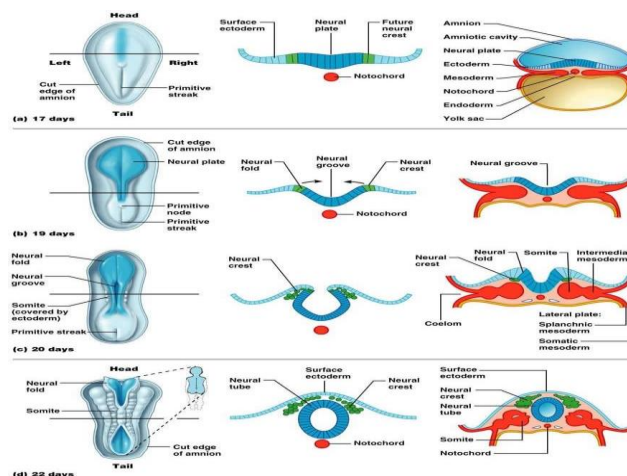 Head
Left
Right
Cut
edge of
amnion
Primitive
streak
Tail
(a) 17 days
Surface
ectoderm
Neural
plate
Future
neural
crest
Notochord
Amnion
Amniotic cavity
Neural plate
Ectoderm
Mesoderm
Notochord
Endoderm
Yolk sac
Cut edge
of amnion
Neural plate
Primitive
node
Primitive
streak
(b) 19 days
Neural
fold
Neural
groove
Neural
crest
Notochord
Neural groove
Neural
fold
Neural
groove
Somite
(covered by
ectoderm)
Primitive streak
(c) 20 days
Neural
crest
Neural
crest
Neural
fold
Somite
Intermedia
mesoderm
Coelom
Lateral plate:
Splanchnic
mesoderm
Somatic
mesoderm
Head
Neural
fold
Somite
Cut edge
of amnion
Tail
(d) 22 days
Neural
tube
Surface
ectoderm
Neural
crest
Notochord
Surface
ectoderm
Neural
crest
Neural
tube
Somite
Notochord